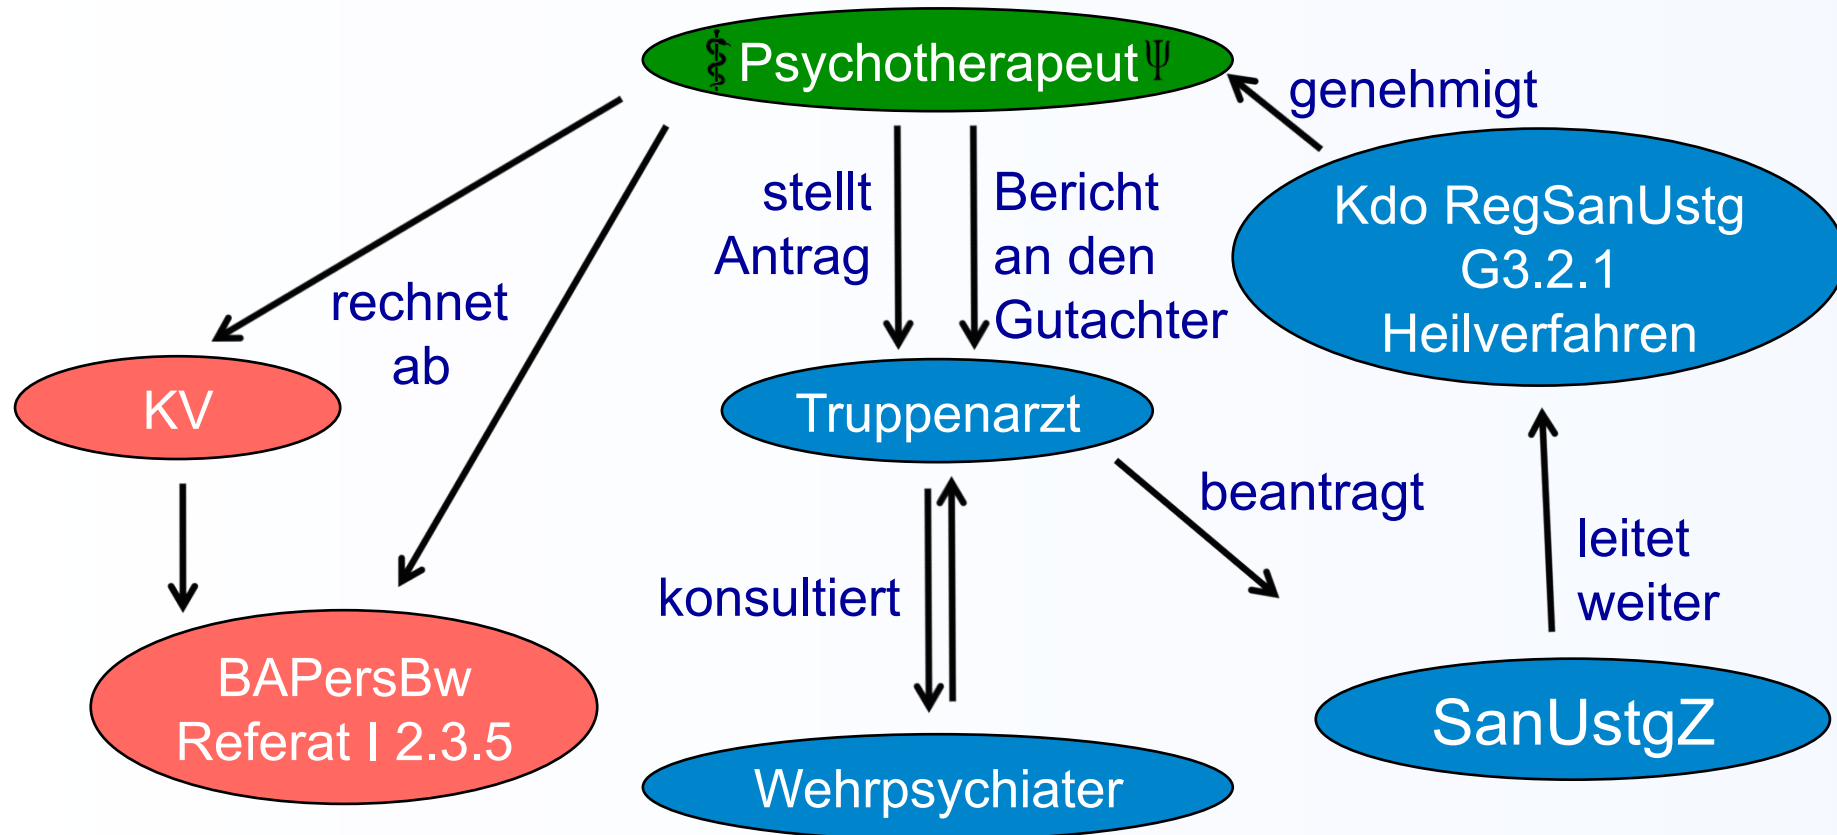 Psychotherapeut Ψ
genehmigt
stellt
Antrag
Bericht
an den
Gutachter
Kdo RegSanUstg
G3.2.1
Heilverfahren
rechnet
ab
KV
Truppenarzt
beantragt
leitet
weiter
konsultiert
BAPersBw
Referat I 2.3.5
SanUstgZ
Wehrpsychiater